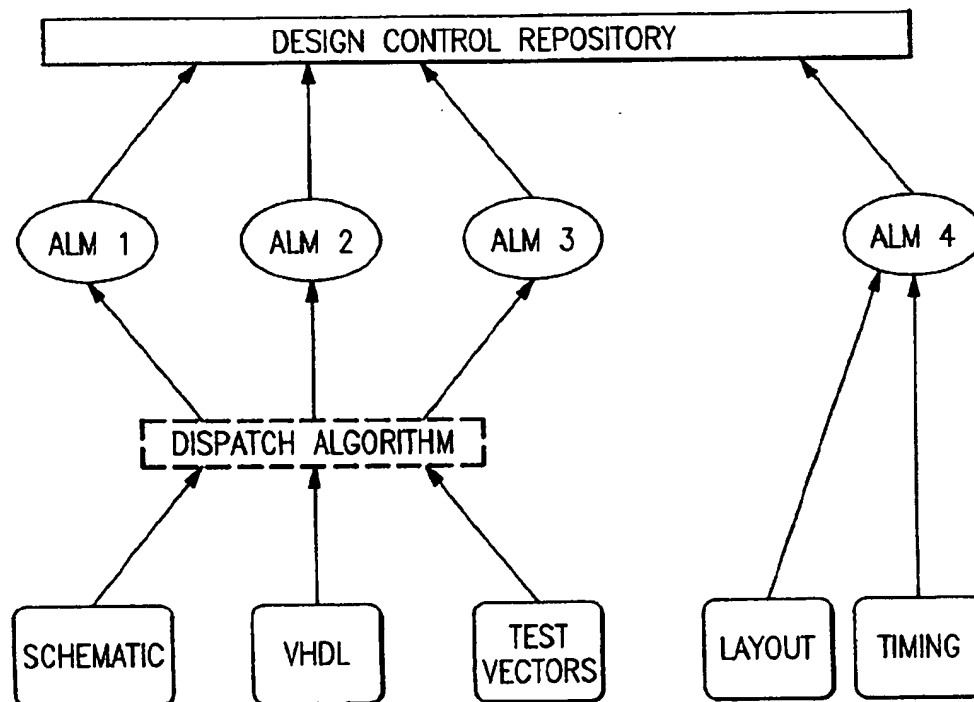 DESIGN CONTROL REPOSITORY
ALM 1
ALM 2
ALM 3
ALM 4
DISPATCH ALGORITHM
SCHEMATIC
VHDL
TEST
VECTORS
LAYOUT
TIMING